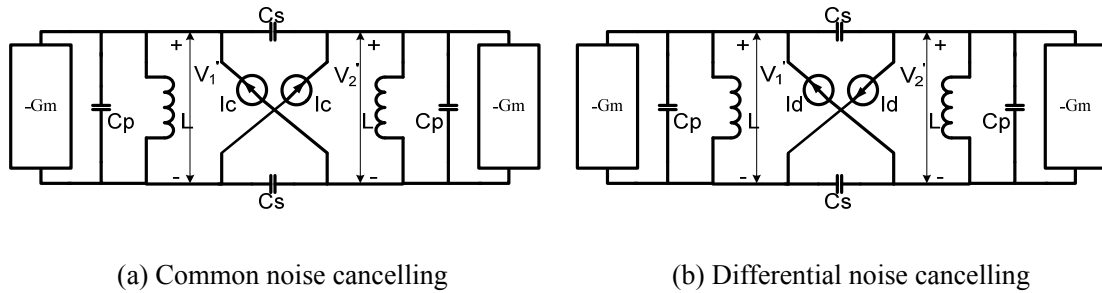 Cs
Cs
+
+
+
+
V1'
V2'
V1'
V2'
-Gm
Cp
L
Ic
Ic
L
Cp
-Gm
-Gm
Cp
L
Id
Id
L
Cp
-Gm
-
-
-
-
Cs
Cs
(a) Common noise cancelling
(b) Differential noise cancelling